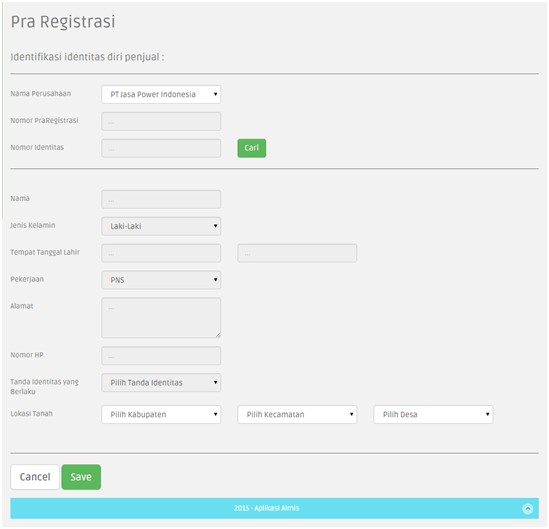 Pra Registrasi
Identifikasi identitas diri penjual :
Nama Perusahaan PT Jasa Power Indonesia
Nomor PraRegistrasi ...
Nomor Identitas ... Cari
Nama ...
Jenis Kelamin Laki-Laki
Tempat Tanggal Lahir ... ...
Pekerjaan PNS
Alamat ...
Nomor HP ...
Tanda Identitas yang Berlaku Pilih Tanda Identitas
Lokasi Tanah Pilih Kabupaten Pilih Kecamatan Pilih Desa
Cancel Save
2015 - Aplikasi Almis